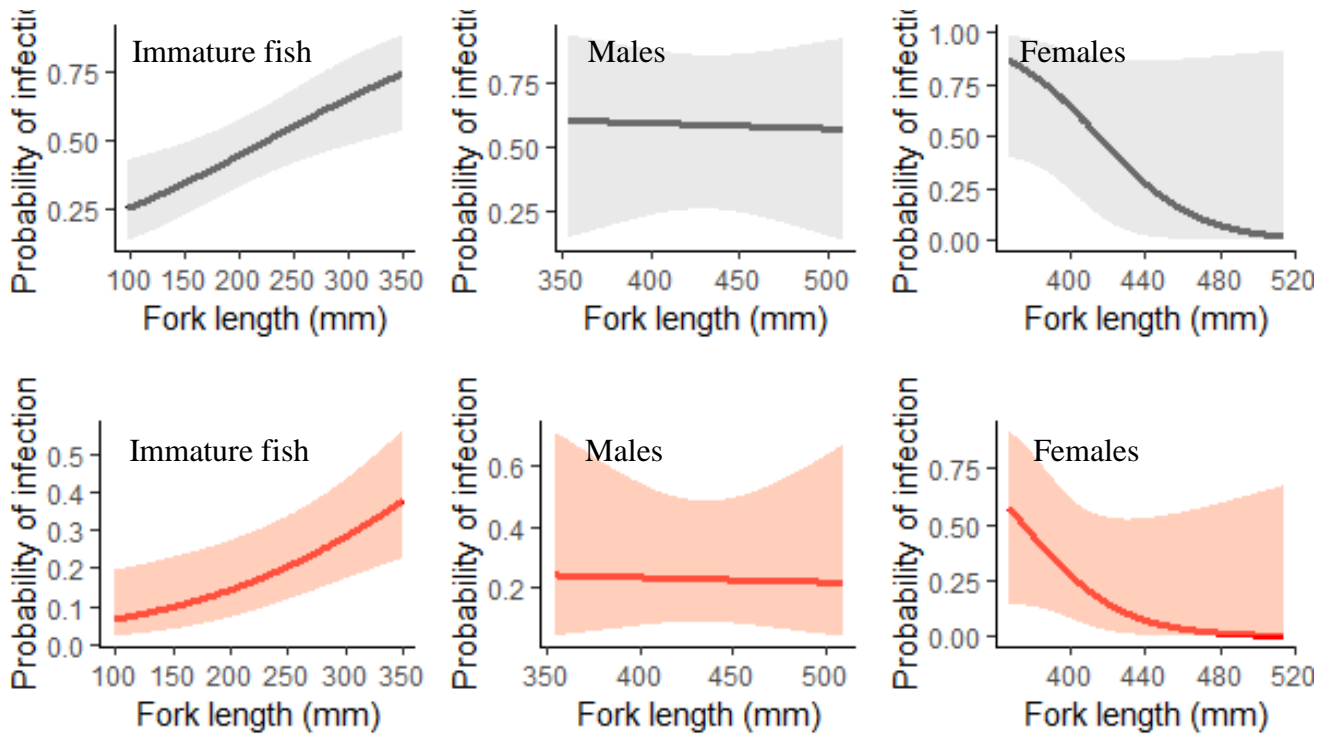 Probability of infectio
Immature fish
0.75
0.50
0.25
100 150 200 250 300 350
Fork length (mm)
Probability of infectio
Males
0.75
0.50
0.25
350 400 450 500
Fork length (mm)
Probability of infectio
Females
1.00
0.75
0.50
0.25
0.00
400 440 480 520
Fork length (mm)
Probability of infection
Immature fish
0.5
0.4
0.3
0.2
0.1
0.0
100 150 200 250 300 350
Fork length (mm)
Probability of infection
Males
0.6
0.4
0.2
350 400 450 500
Fork length (mm)
Probability of infection
Females
0.75
0.50
0.25
0.00
400 440 480 520
Fork length (mm)